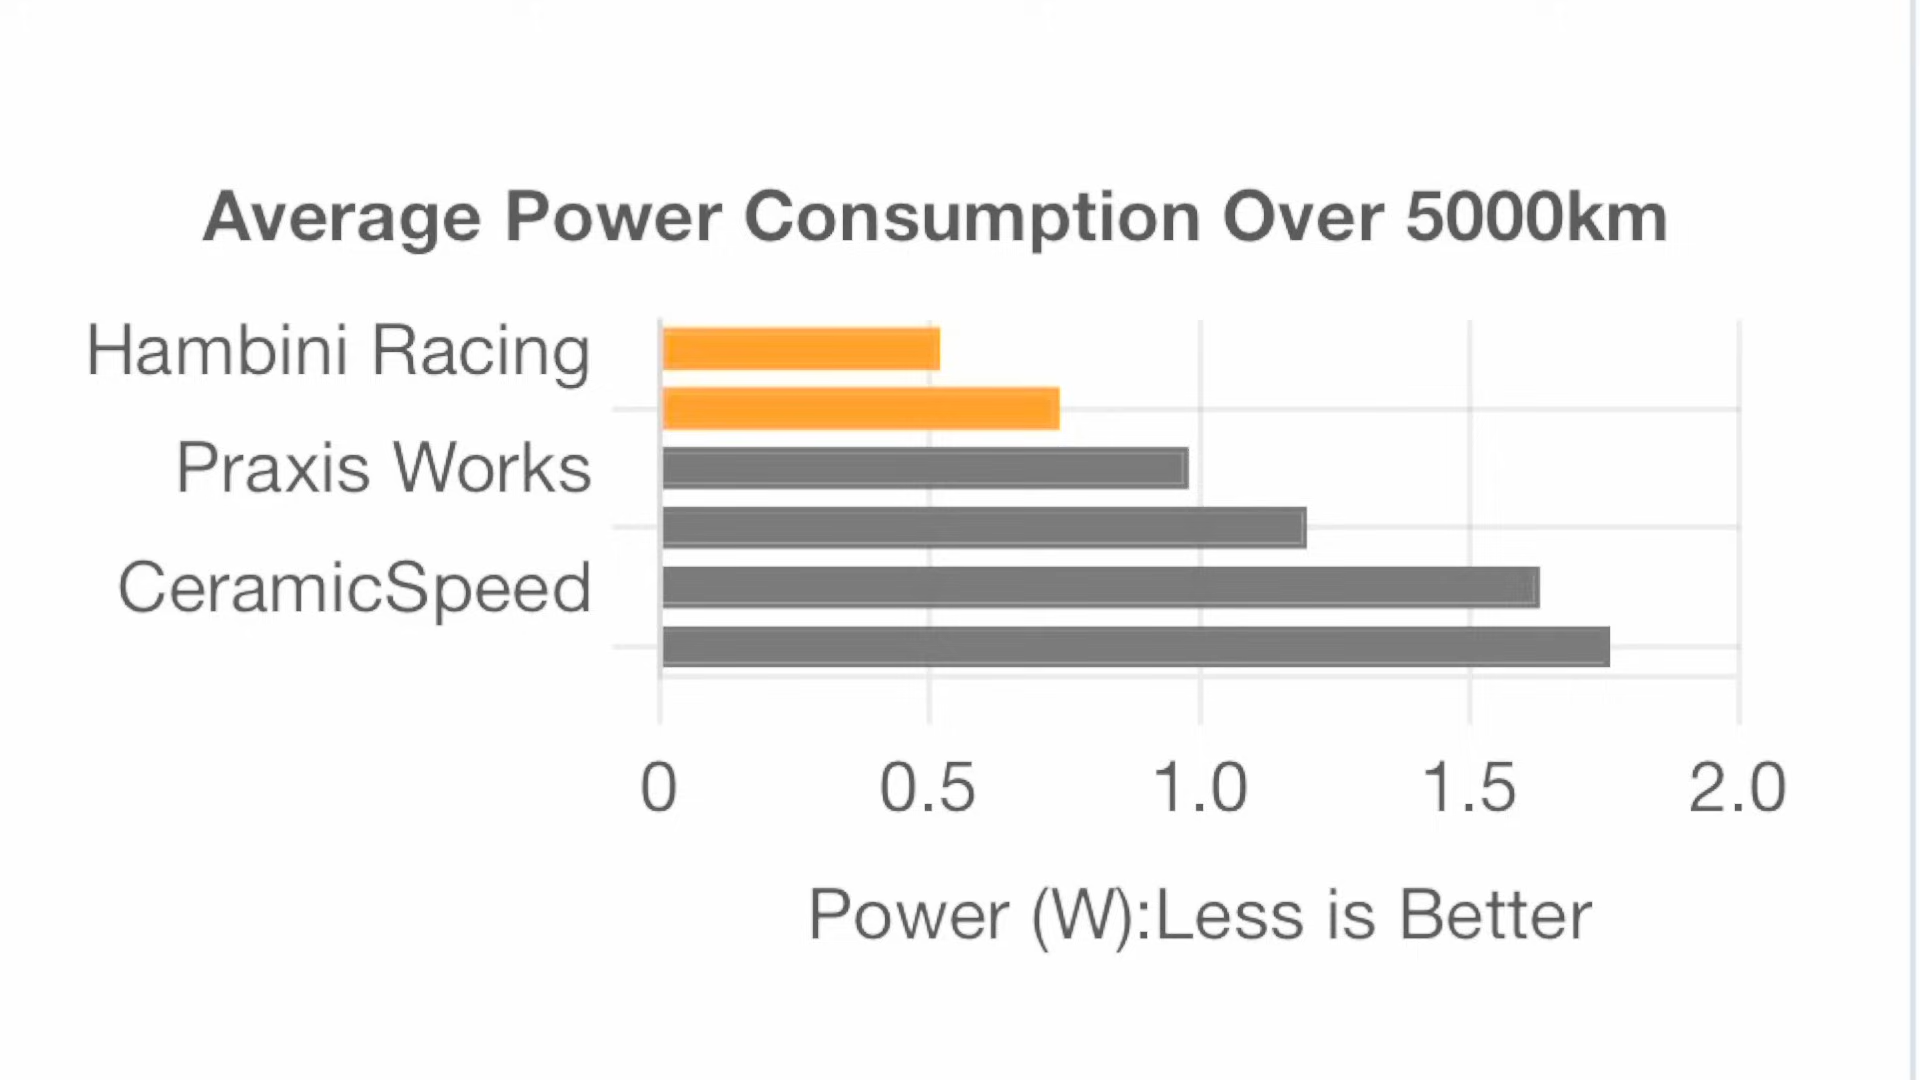 Average Power Consumption Over 5000km
Hambini Racing
Praxis Works
CeramicSpeed
0 0.5 1.0 1.5 2.0
Power (W):Less is Better